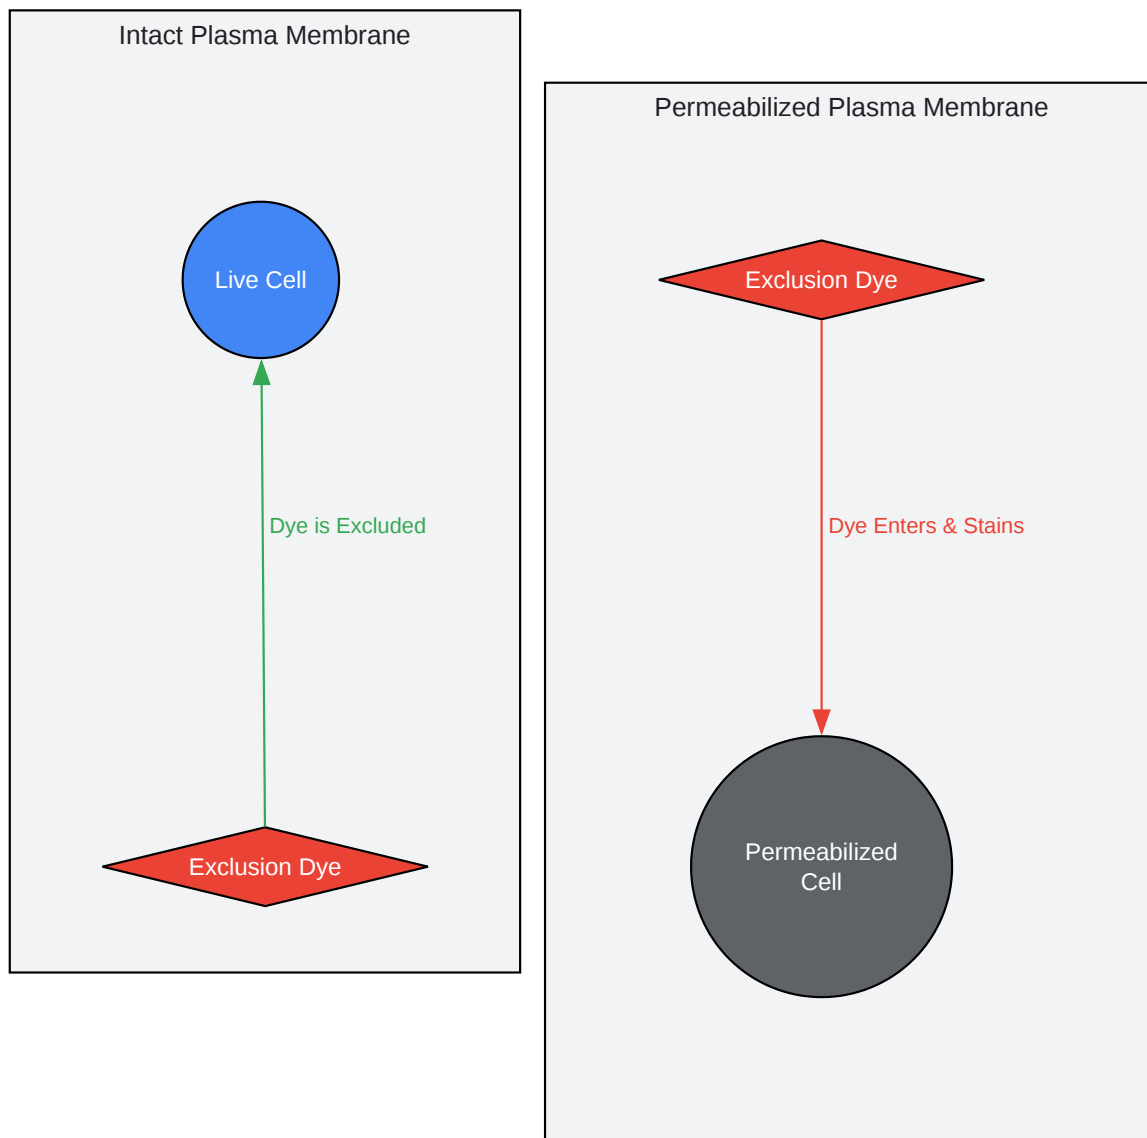 Intact Plasma Membrane
Live Cell
Dye is Excluded
Exclusion Dye
Permeabilized Plasma Membrane
Exclusion Dye
Dye Enters & Stains
Permeabilized
Cell